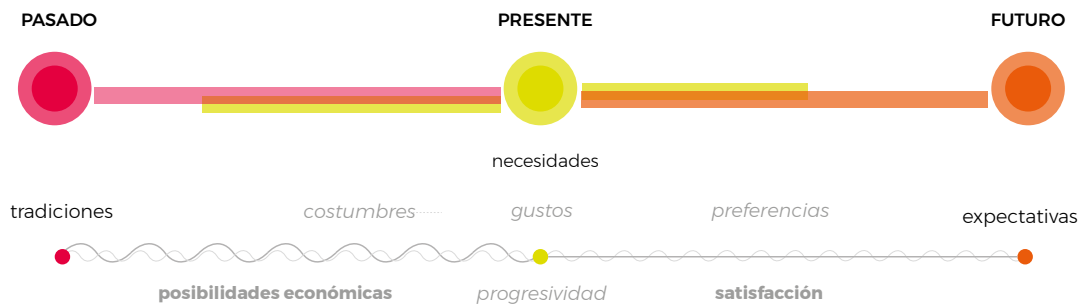 PASADO PRESENTE FUTURO
necesidades
tradiciones costumbres gustos preferencias expectativas
posibilidades económicas progresividad satisfacción